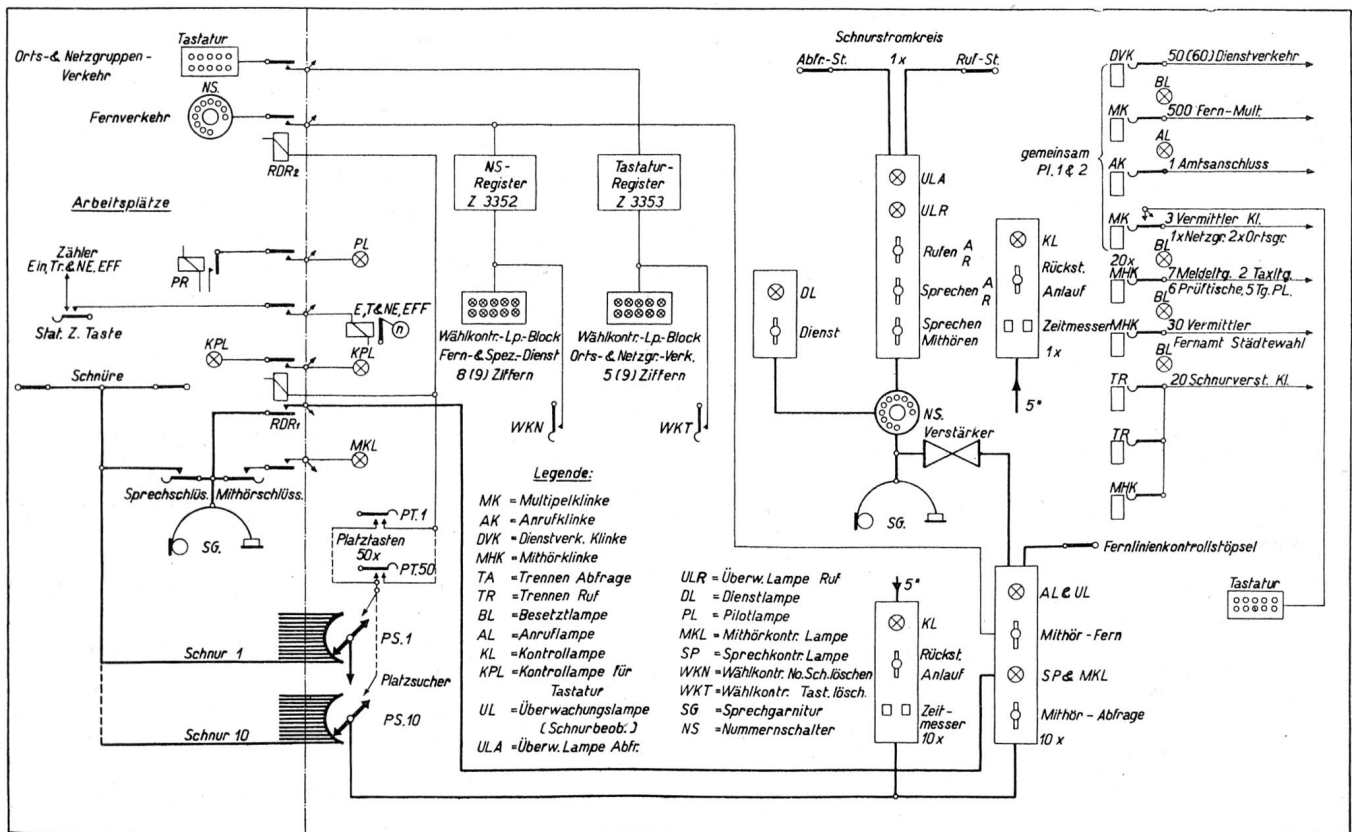 Tastatur
Orts-& Netzgruppen-
Verkehr
NS.
Fernverkehr
RDR2
Arbeitsplätze
Zähler
Ein,Tr.& NE.EFF
PR
PL
Stat. Z. Taste
E,T& NE,EFF
n
KPL
KPL
Schnüre
RDR1
MKL
Sprechschlüs.
Mithörschlüss.
SG.
PT.1
Platztasten
50x
PT.50
PS.1
Schnur 1
Platzsucher
PS.10
Schnur 10
NS-
Register
Z 3352
Tastatur-
Register
Z 3353
Wählkontr.-Lp.-Block
Fern-& Spez.-Dienst
8 (9) Ziffern
Wählkontr.-Lp-Block
Orts-& Netzgr.-Verk.
5 (9) Ziffern
WKN
WKT
Legende:
MK = Multipelklinke
AK = Anrufklinke
DVK = Dienstverk. Klinke
MHK = Mithörklinke
TA = Trennen Abfrage
TR = Trennen Ruf
BL = Besetztlampe
AL = Anruflampe
KL = Kontrollampe
KPL = Kontrollampe für
Tastatur
UL = Überwachungslampe
(Schnurbeob.)
ULA = Überw. Lampe Abfr.
ULR = Überw. Lampe Ruf
DL = Dienstlampe
PL = Pilotlampe
MKL = Mithörkontr. Lampe
SP = Sprechkontr. Lampe
WKN = Wählkontr. No.Sch.löschen
WKT = Wählkontr. Tast. lösch.
SG = Sprechgarnitur
NS = Nummernschalter
Schnurstromkreis
Abfr.-St.
1x
Ruf-St.
ULA
ULR
Rufen A
R
Sprechen A
R
Sprechen
Mithören
DL
Dienst
KL
Rückst.
Anlauf
Zeitmesser
1x
5"
NS.
Verstärker
SG.
5"
KL
Rückst.
Anlauf
Zeit-
messer
10x
Fernlinienkontrollstöpsel
AL & UL
Mithör-Fern
SP & MKL
Mithör-Abfrage
10 x
Tastatur
gemeinsam
Pl. 1 & 2
DVK
50 (60) Dienstverkehr
BL
MK
500 Fern-Mult.
AL
AK
1 Amtsanschluss
MK
3 Vermittler Kl.
1xNetzgr. 2xOrtsgr.
20x
BL
MHK
7 Meldeltg. 2 Taxltg.
6 Prüftische, 5 Tg. PL.
BL
MHK
30 Vermittler
Fernamt Städtewahl
BL
TR
20 Schnurverst. Kl.
TR
MHK